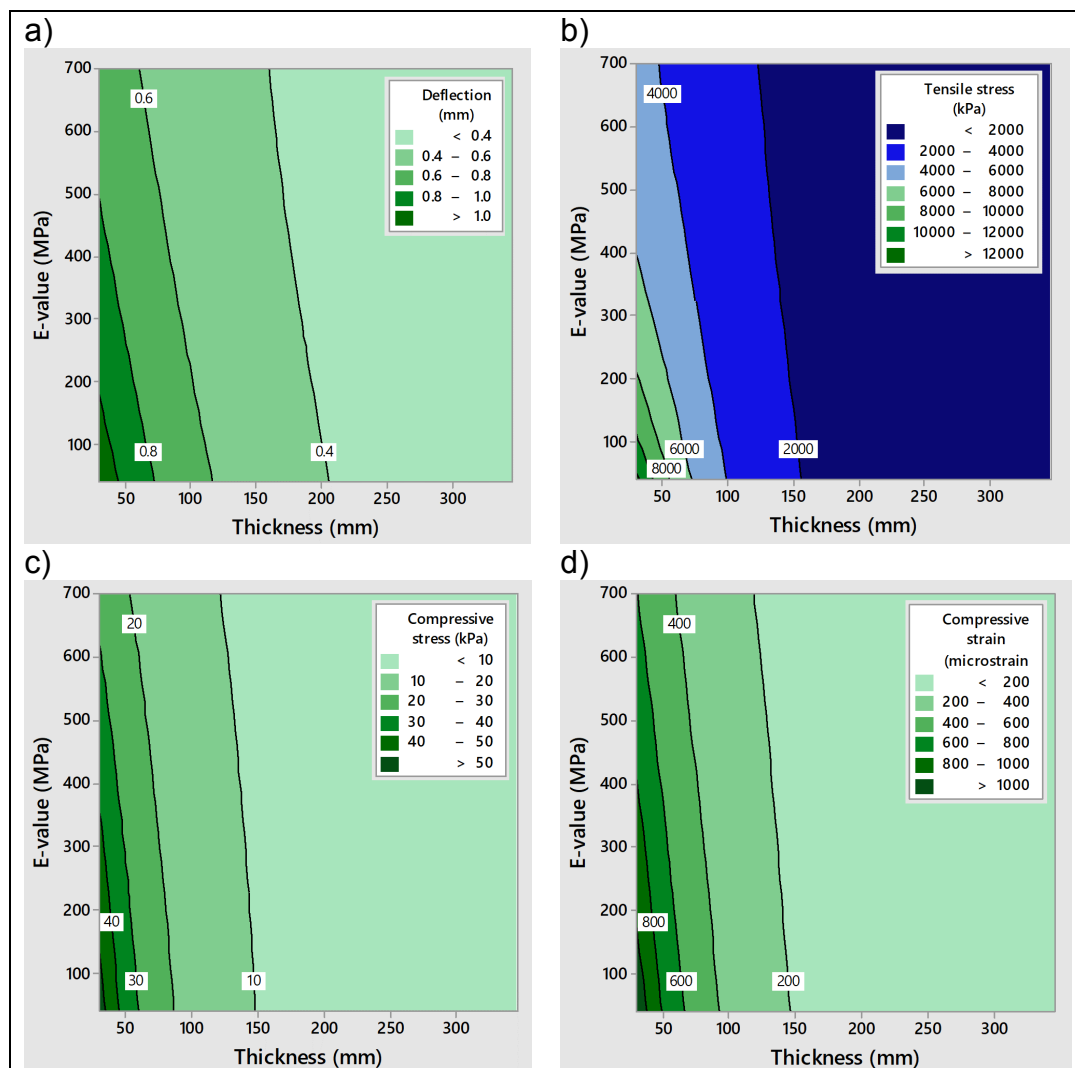 a)
700
600
500
400
300
200
100
E-value (MPa)
50 100 150 200 250 300
Thickness (mm)
0.6
0.8
0.4
Deflection
(mm)
< 0.4
0.4 – 0.6
0.6 – 0.8
0.8 – 1.0
> 1.0
b)
700
600
500
400
300
200
100
E-value (MPa)
50 100 150 200 250 300
Thickness (mm)
4000
6000
8000
2000
Tensile stress
(kPa)
< 2000
2000 – 4000
4000 – 6000
6000 – 8000
8000 – 10000
10000 – 12000
> 12000
c)
700
600
500
400
300
200
100
E-value (MPa)
50 100 150 200 250 300
Thickness (mm)
20
40
30
10
Compressive
stress (kPa)
< 10
10 – 20
20 – 30
30 – 40
40 – 50
> 50
d)
700
600
500
400
300
200
100
E-value (MPa)
50 100 150 200 250 300
Thickness (mm)
400
800
600
200
Compressive
strain
(microstrain
< 200
200 – 400
400 – 600
600 – 800
800 – 1000
> 1000